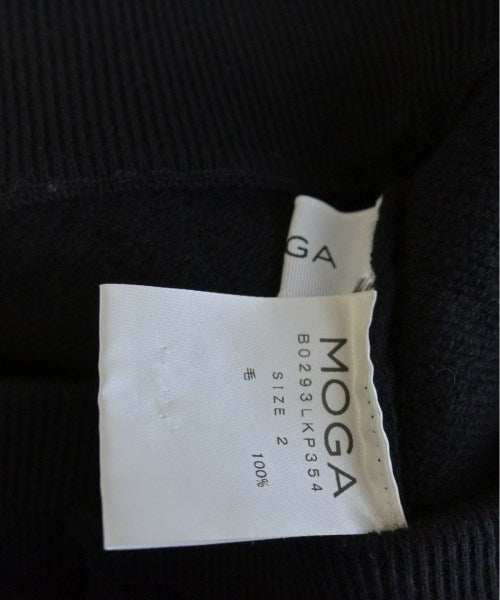 GA
MOGA
B0293LKP354
SIZE 2
毛 100%